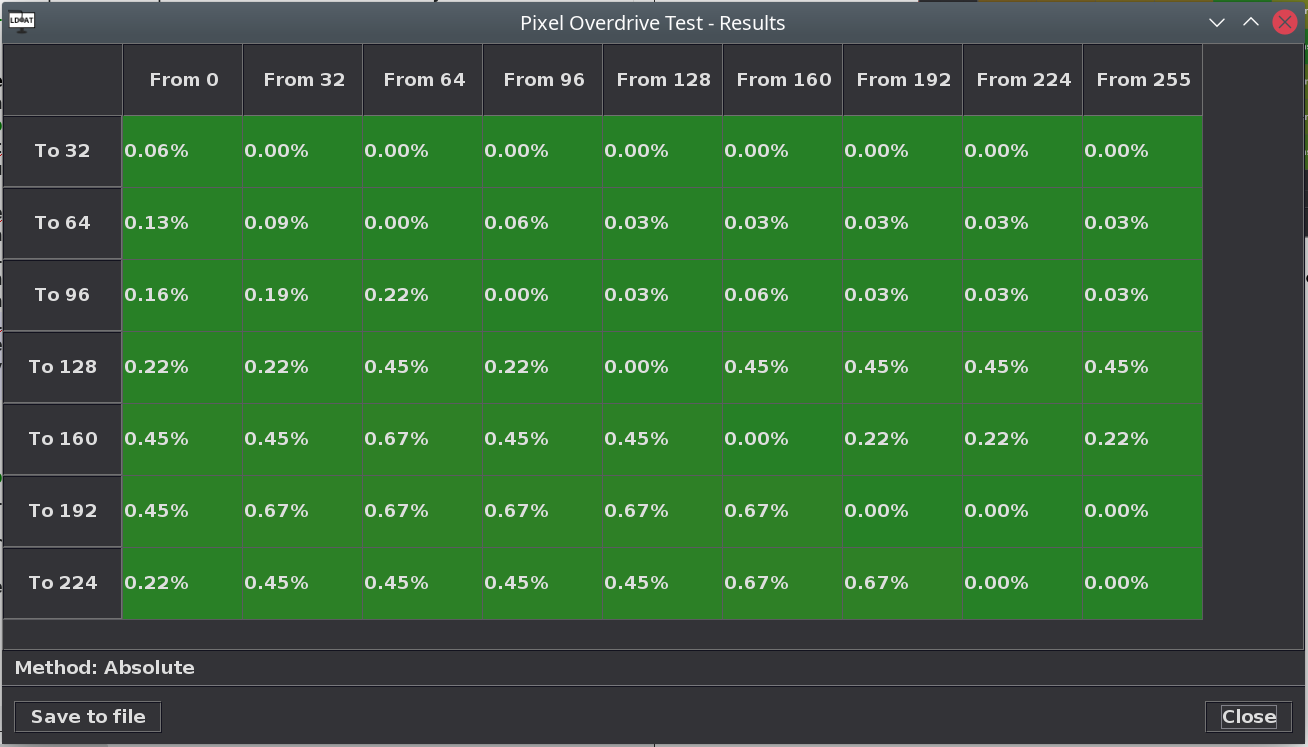 LDAT
Pixel Overdrive Test - Results
From 0 From 32 From 64 From 96 From 128 From 160 From 192 From 224 From 255
To 32 0.06% 0.00% 0.00% 0.00% 0.00% 0.00% 0.00% 0.00% 0.00%
To 64 0.13% 0.09% 0.00% 0.06% 0.03% 0.03% 0.03% 0.03% 0.03%
To 96 0.16% 0.19% 0.22% 0.00% 0.03% 0.06% 0.03% 0.03% 0.03%
To 128 0.22% 0.22% 0.45% 0.22% 0.00% 0.45% 0.45% 0.45% 0.45%
To 160 0.45% 0.45% 0.67% 0.45% 0.45% 0.00% 0.22% 0.22% 0.22%
To 192 0.45% 0.67% 0.67% 0.67% 0.67% 0.67% 0.00% 0.00% 0.00%
To 224 0.22% 0.45% 0.45% 0.45% 0.45% 0.67% 0.67% 0.00% 0.00%
Method: Absolute
Save to file Close